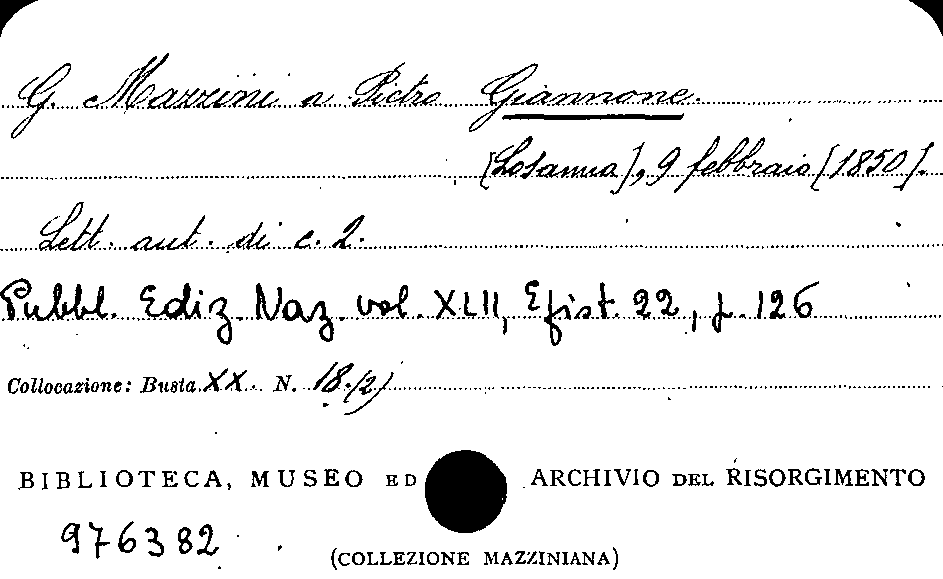 G. Mazzini a Pietro Giannone.
[Losanna], 9 febbraio [1850].
Lett. aut. di c. 2.
Pubbl. Ediz. Naz. vol. XLII, Epist. 22, p. 126
Collocazione: Busta XX. N. 18.(2)
BIBLIOTECA, MUSEO ED ARCHIVIO DEL RISORGIMENTO
976382
(COLLEZIONE MAZZINIANA)